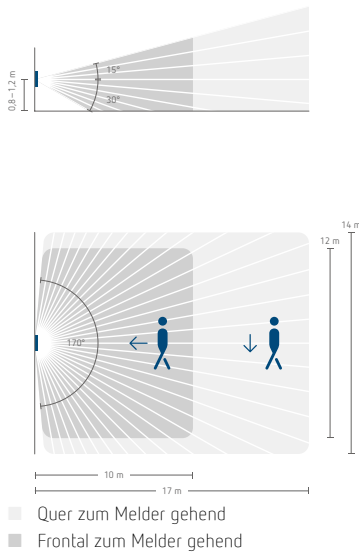 15°
30°
0,8–1,2 m
14 m
12 m
170°
10 m
17 m
Quer zum Melder gehend
Frontal zum Melder gehend